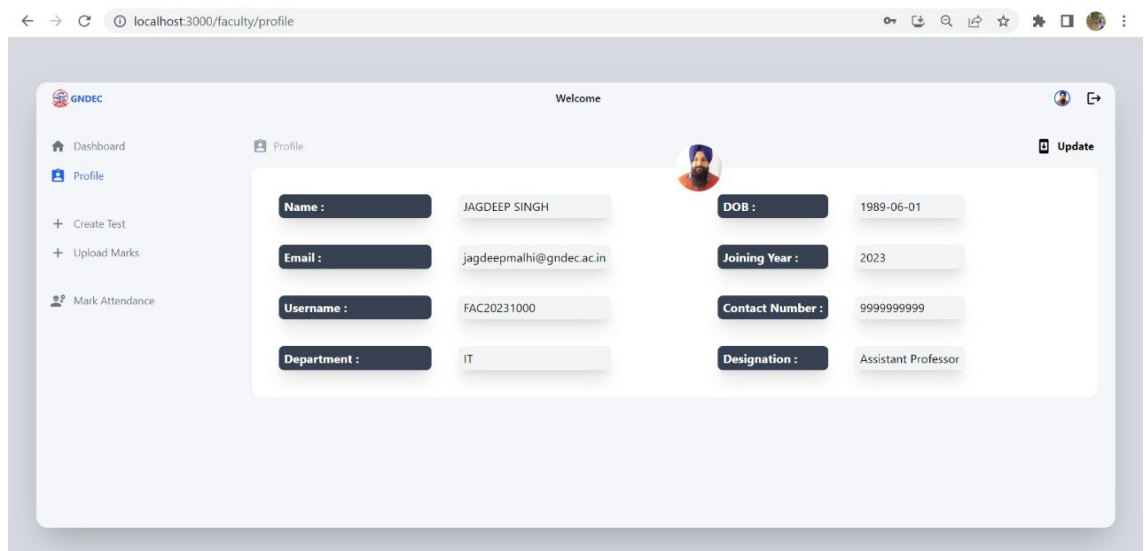 localhost:3000/faculty/profile
GNDEC
Welcome
Dashboard
Profile
Create Test
Upload Marks
Mark Attendance
Profile
Update
Name : JAGDEEP SINGH DOB : 1989-06-01
Email : jagdeepmalhi@gndec.ac.in Joining Year : 2023
Username : FAC20231000 Contact Number : 9999999999
Department : IT Designation : Assistant Professor